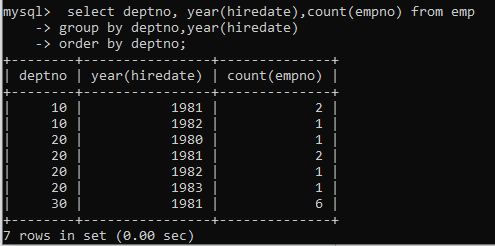 mysql>  select deptno, year(hiredate),count(empno) from emp
    -> group by deptno,year(hiredate)
    -> order by deptno;
+--------+----------------+--------------+
| deptno | year(hiredate) | count(empno) |
+--------+----------------+--------------+
|     10 |           1981 |            2 |
|     10 |           1982 |            1 |
|     20 |           1980 |            1 |
|     20 |           1981 |            2 |
|     20 |           1982 |            1 |
|     20 |           1983 |            1 |
|     30 |           1981 |            6 |
+--------+----------------+--------------+
7 rows in set (0.00 sec)